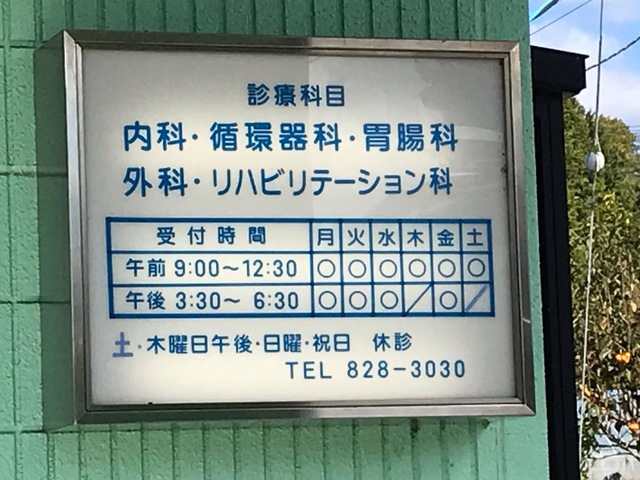 診療科目
内科・循環器科・胃腸科
外科・リハビリテーション科
受付時間 月 火 水 木 金 土
午前 9:00〜12:30 ○ ○ ○ ○ ○ ○
午後 3:30〜 6:30 ○ ○ ○ ／ ○ ／
土・木曜日午後・日曜・祝日 休診
TEL 828-3030